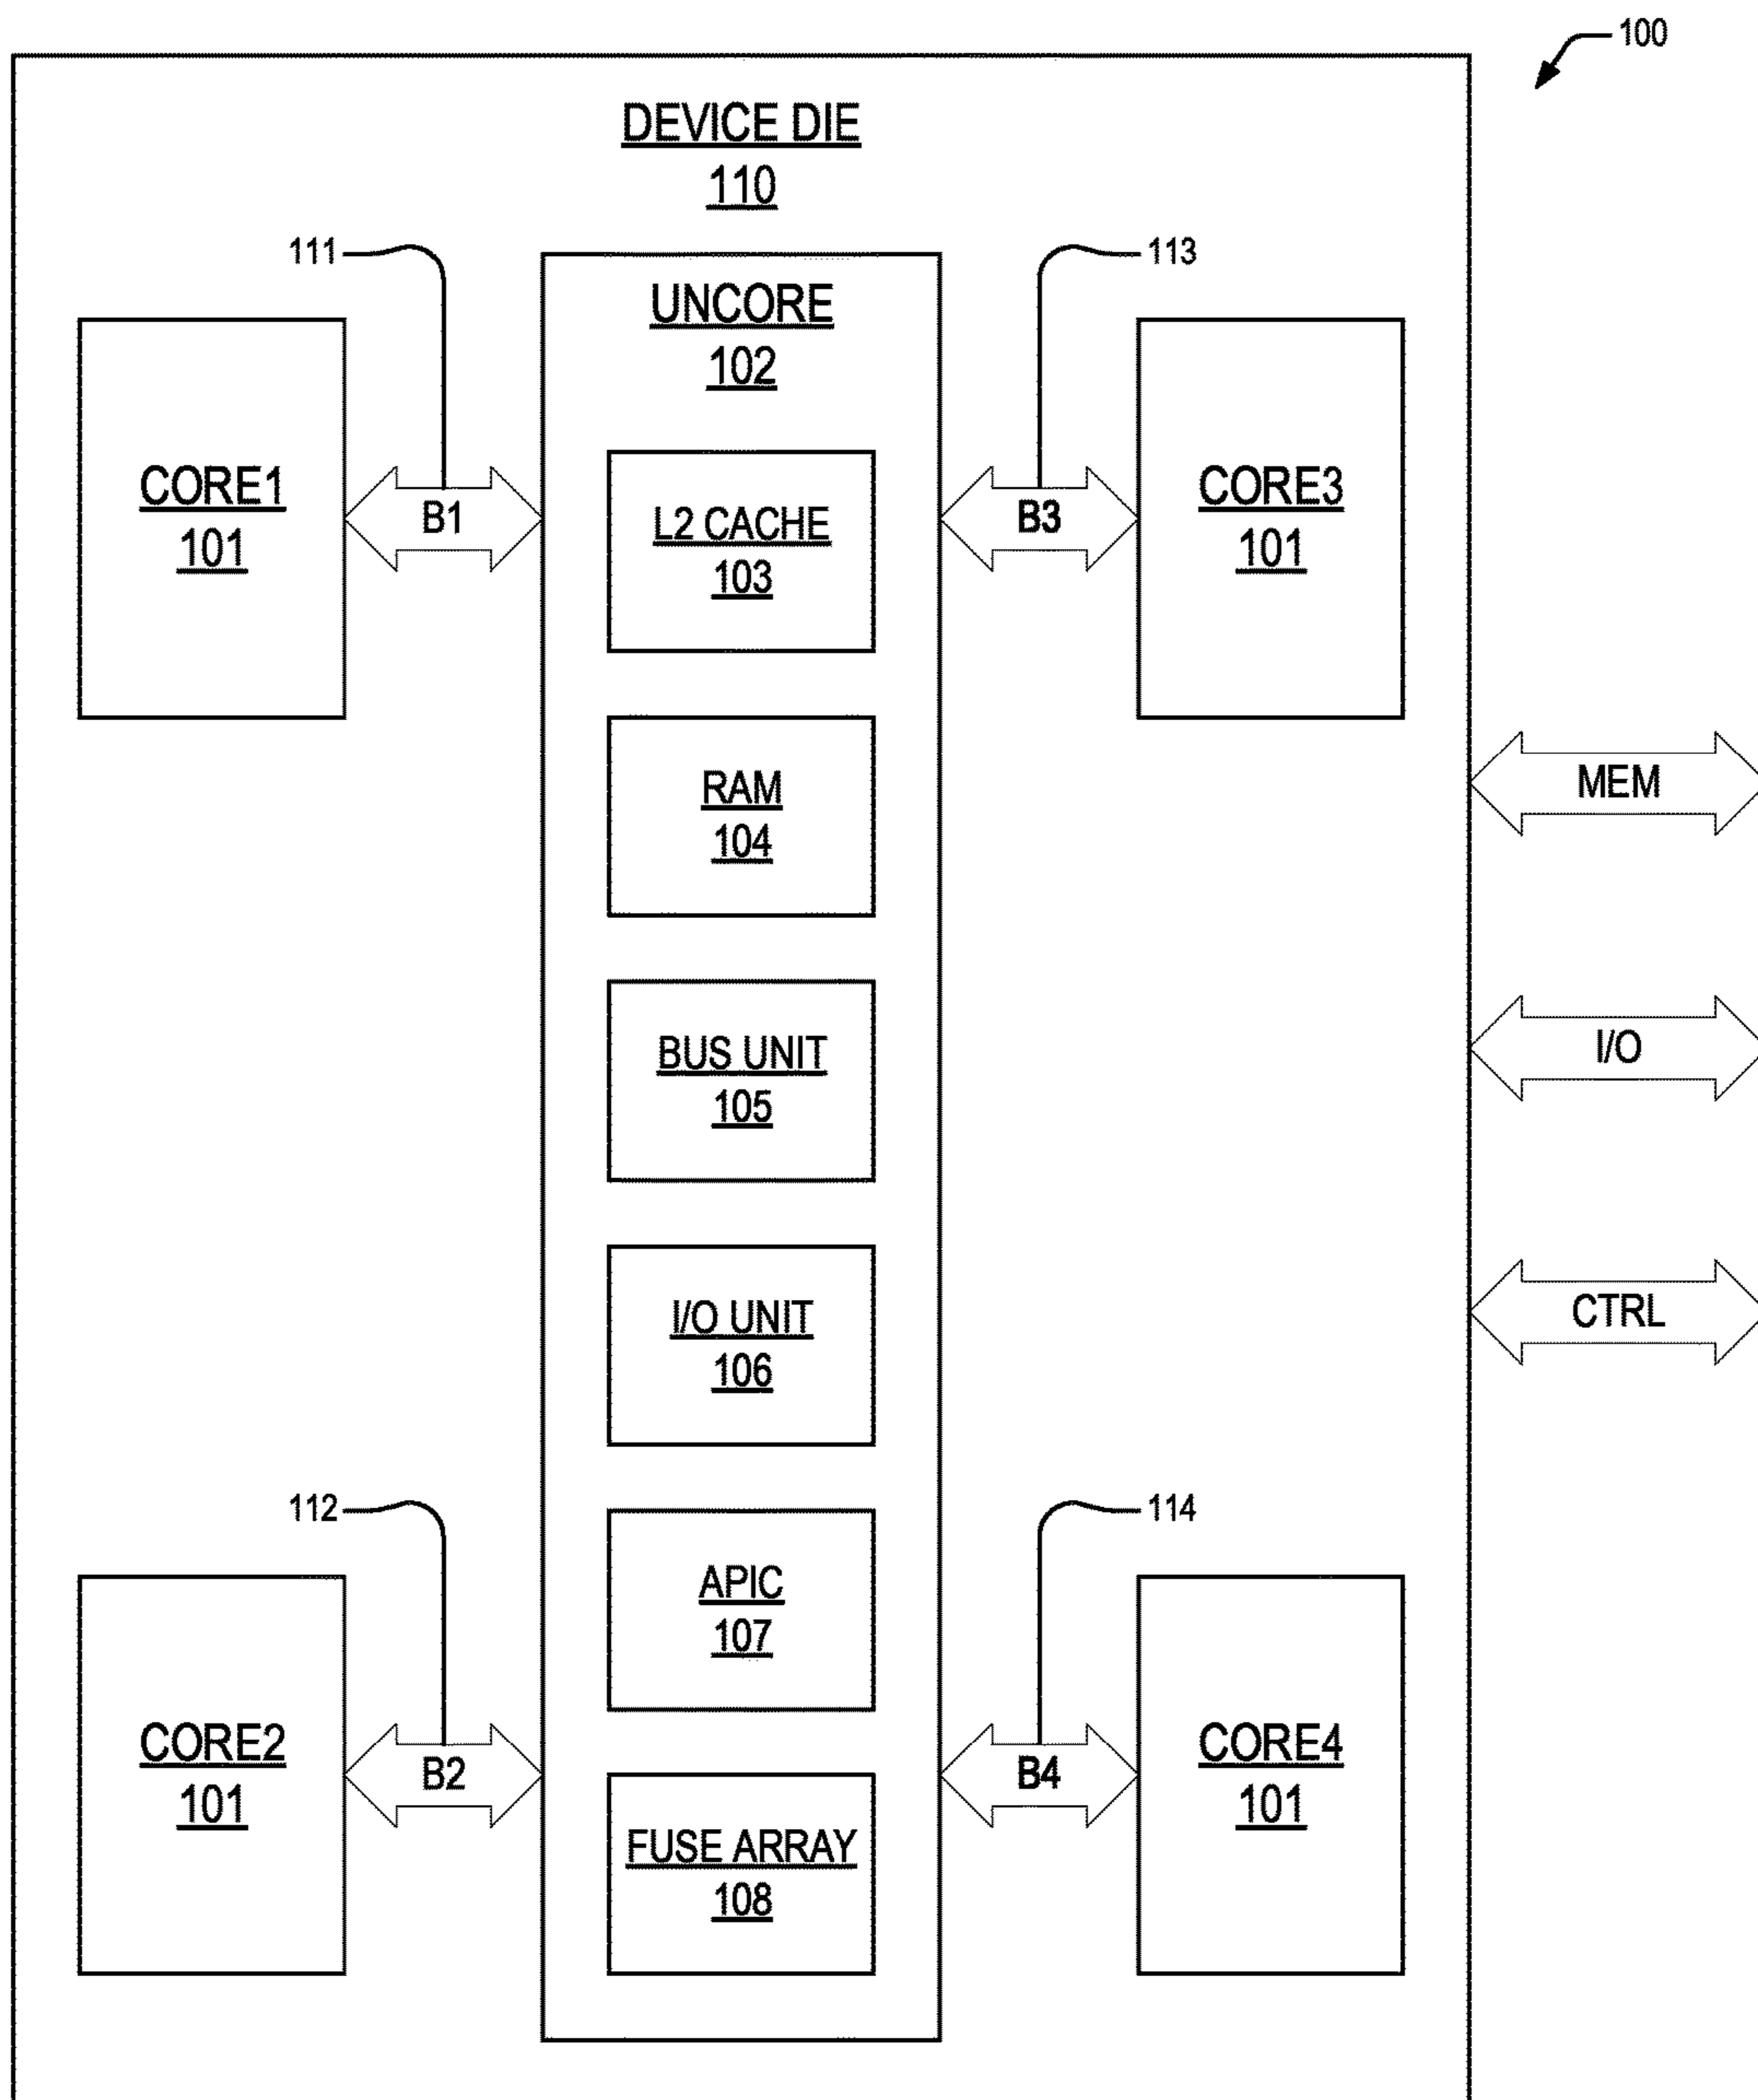 100
DEVICE DIE
110
111
113
UNCORE
102
CORE1
101
B1
L2 CACHE
103
B3
CORE3
101
RAM
104
MEM
BUS UNIT
105
I/O
I/O UNIT
106
CTRL
112
114
APIC
107
CORE2
101
B2
B4
CORE4
101
FUSE ARRAY
108